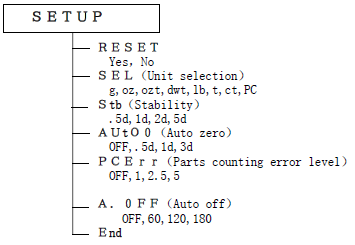 SETUP
RESET
Yes, No
SEL (Unit selection)
g,oz,ozt,dwt,lb,t,ct,PC
Stb (Stability)
.5d,1d,2d,5d
AUtO0 (Auto zero)
OFF,.5d,1d,3d
PCErr (Parts counting error level)
OFF,1,2.5,5
A. OFF (Auto off)
OFF,60,120,180
End